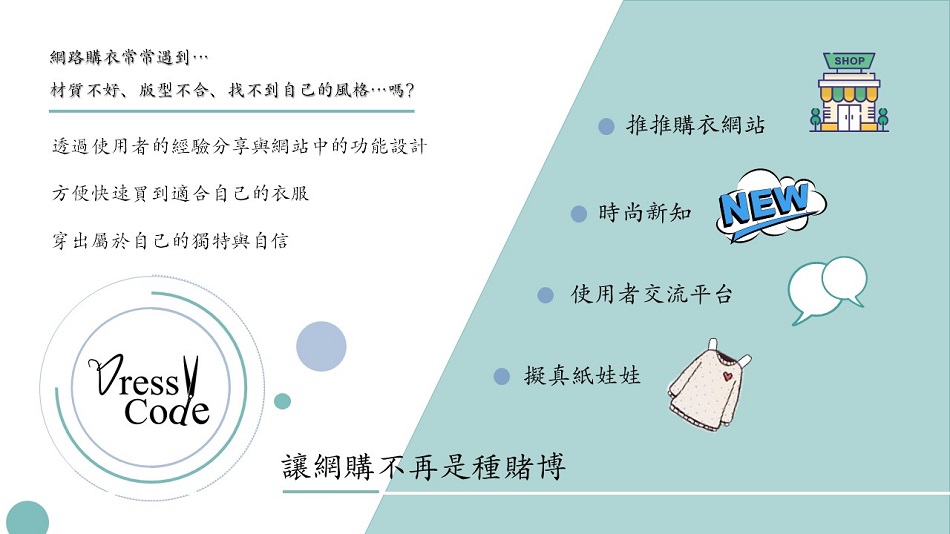 網路購衣常常遇到…
材質不好、版型不合、找不到自己的風格…嗎?
透過使用者的經驗分享與網站中的功能設計
方便快速買到適合自己的衣服
穿出屬於自己的獨特與自信
Dress
Code
推推購衣網站
SHOP
時尚新知
NEW
使用者交流平台
擬真紙娃娃
讓網購不再是種賭博